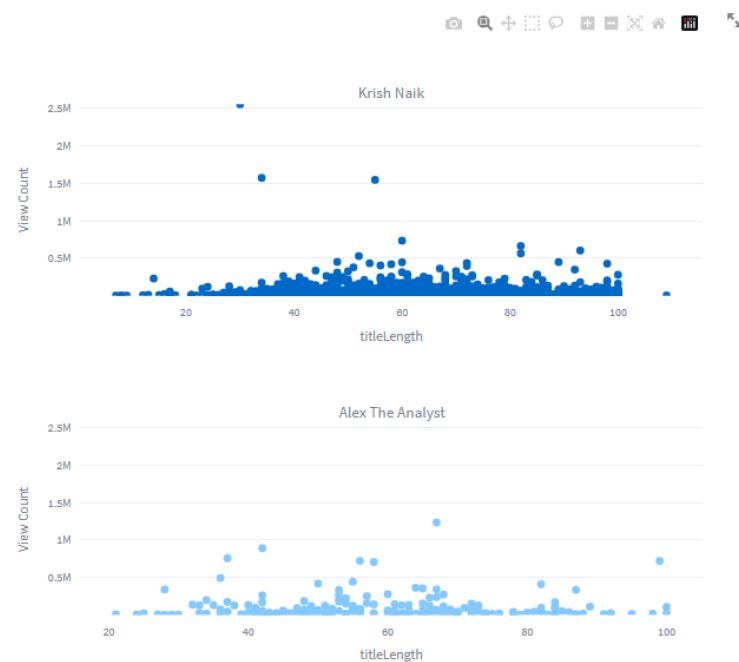 Krish Naik
2.5M
2M
1.5M
1M
0.5M
View Count
20 40 60 80 100
titleLength
Alex The Analyst
2.5M
2M
1.5M
1M
0.5M
View Count
20 40 60 80 100
titleLength